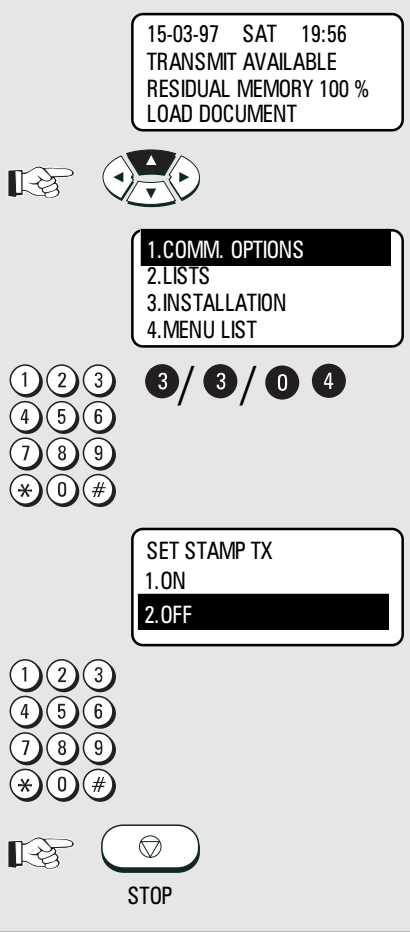 15-03-97 SAT 19:56
TRANSMIT AVAILABLE
RESIDUAL MEMORY 100 %
LOAD DOCUMENT
1.COMM. OPTIONS
2.LISTS
3.INSTALLATION
4.MENU LIST
1 2 3
3 / 3 / 0 4
4 5 6
7 8 9
* 0 #
SET STAMP TX
1.ON
2.OFF
1 2 3
4 5 6
7 8 9
* 0 #
STOP